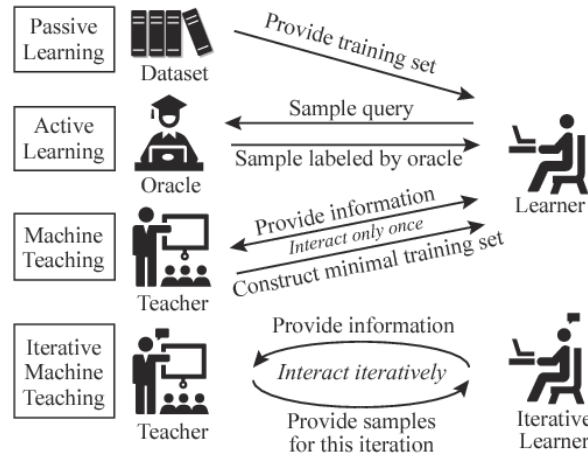 Passive
Learning
Dataset
Provide training set
Active
Learning
Oracle
Sample query
Sample labeled by oracle
Learner
Machine
Teaching
Teacher
Provide information
Interact only once
Construct minimal training set
Iterative
Machine
Teaching
Teacher
Provide information
Interact iteratively
Provide samples
for this iteration
Iterative
Learner